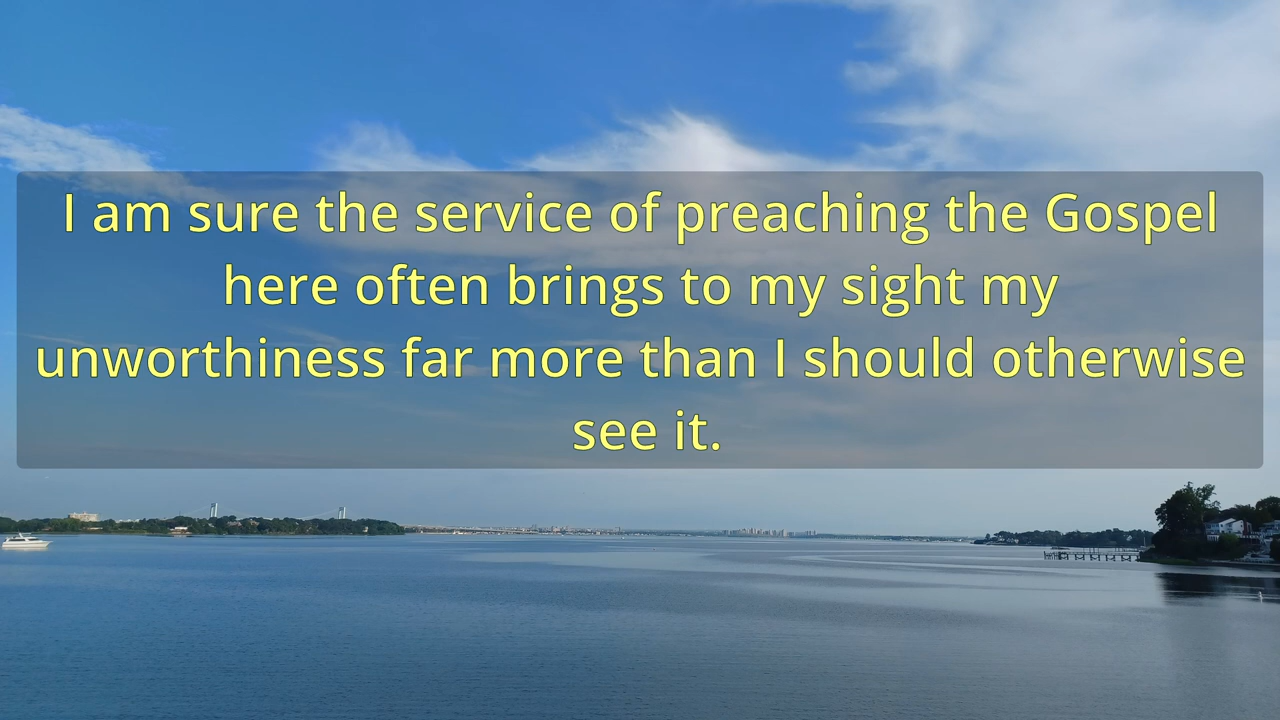 I am sure the service of preaching the Gospel
here often brings to my sight my
unworthiness far more than I should otherwise
see it.